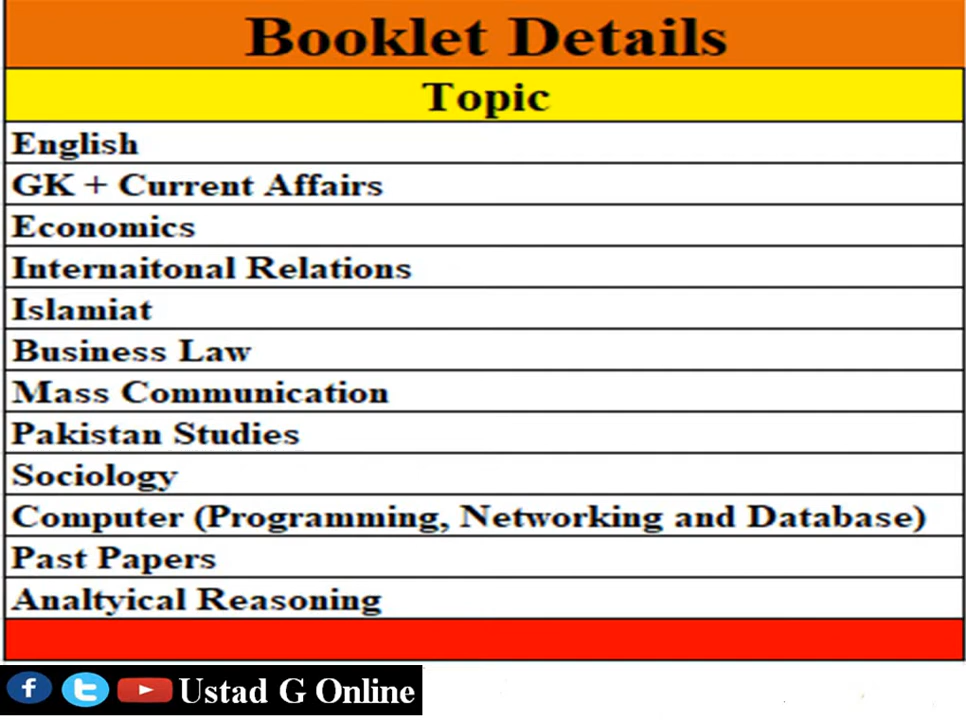 Booklet Details
Topic
English
GK + Current Affairs
Economics
Internaitonal Relations
Islamiat
Business Law
Mass Communication
Pakistan Studies
Sociology
Computer (Programming, Networking and Database)
Past Papers
Analtyical Reasoning
Ustad G Online